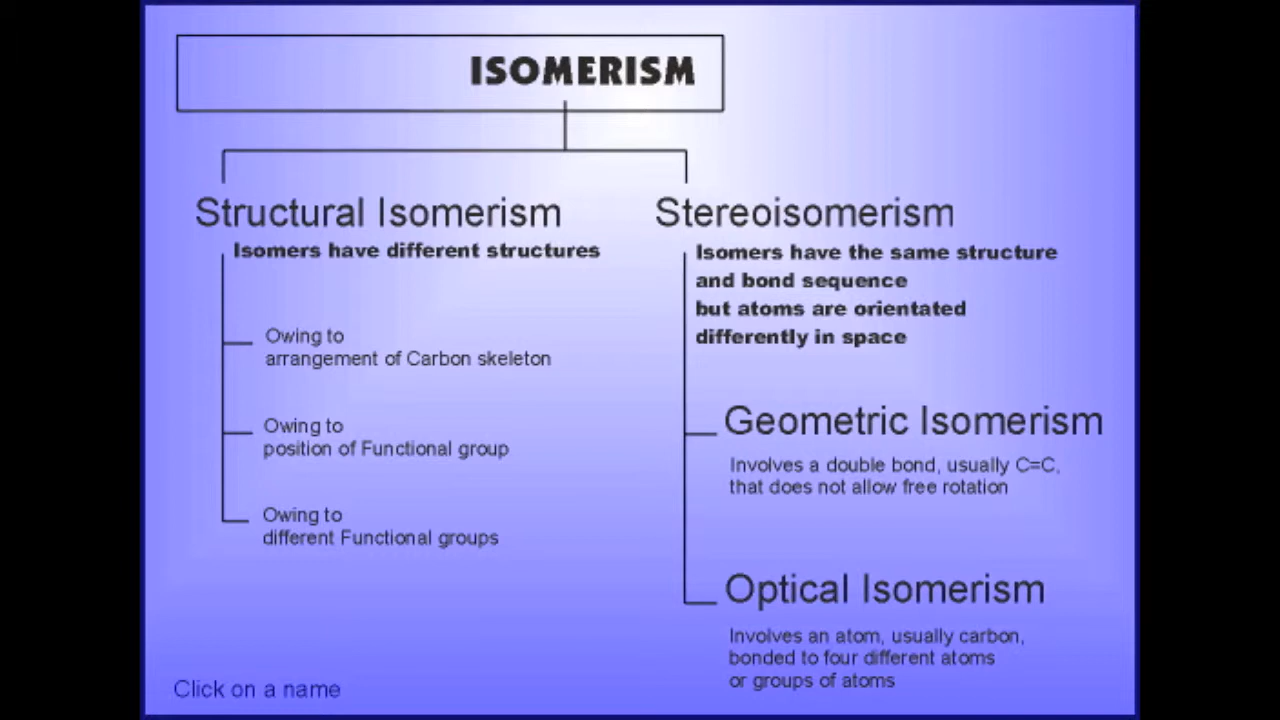 ISOMERISM
Structural Isomerism
Isomers have different structures
Owing to
arrangement of Carbon skeleton
Owing to
position of Functional group
Owing to
different Functional groups
Stereoisomerism
Isomers have the same structure
and bond sequence
but atoms are orientated
differently in space
Geometric Isomerism
Involves a double bond, usually C=C,
that does not allow free rotation
Optical Isomerism
Involves an atom, usually carbon,
bonded to four different atoms
or groups of atoms
Click on a name